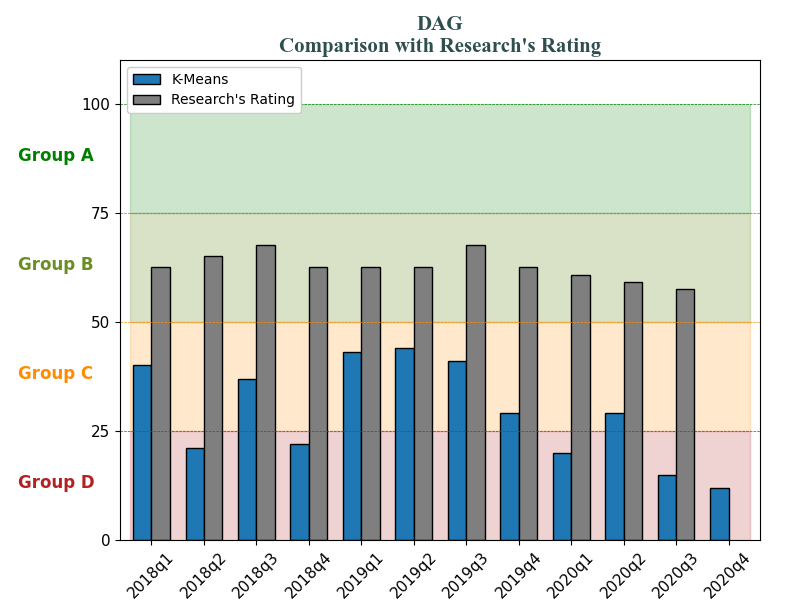 DAG
Comparison with Research's Rating
K-Means
Research's Rating
100
Group A
75
Group B
50
Group C
25
Group D
0
2018q1
2018q2
2018q3
2018q4
2019q1
2019q2
2019q3
2019q4
2020q1
2020q2
2020q3
2020q4